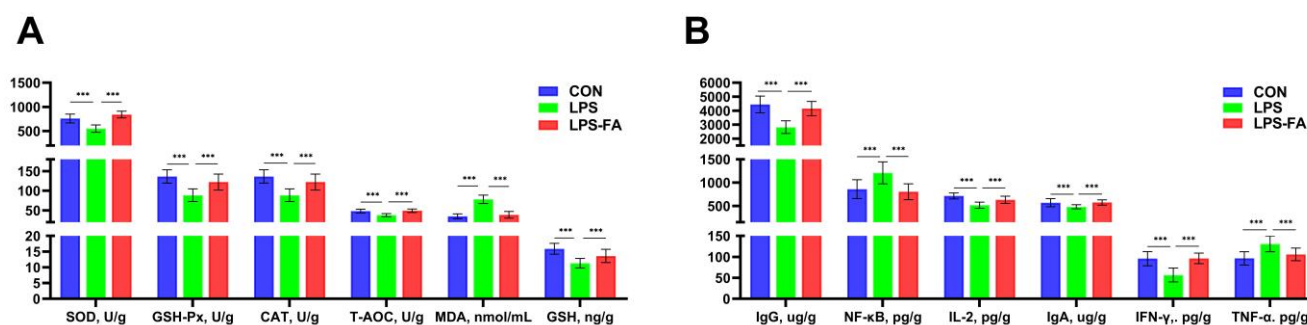 A
1500
1000
500
150
100
50
20
15
10
5
0
*** *** *** *** *** *** *** *** *** *** *** ***
CON
LPS
LPS-FA
SOD, U/g GSH-Px, U/g CAT, U/g T-AOC, U/g MDA, nmol/mL GSH, ng/g
B
6000
5000
4000
3000
2000
1500
1000
500
150
100
50
0
*** *** *** *** *** *** *** *** *** *** *** ***
CON
LPS
LPS-FA
IgG, ug/g NF-κB, pg/g IL-2, pg/g IgA, ug/g IFN-γ,. pg/g TNF-α. pg/g